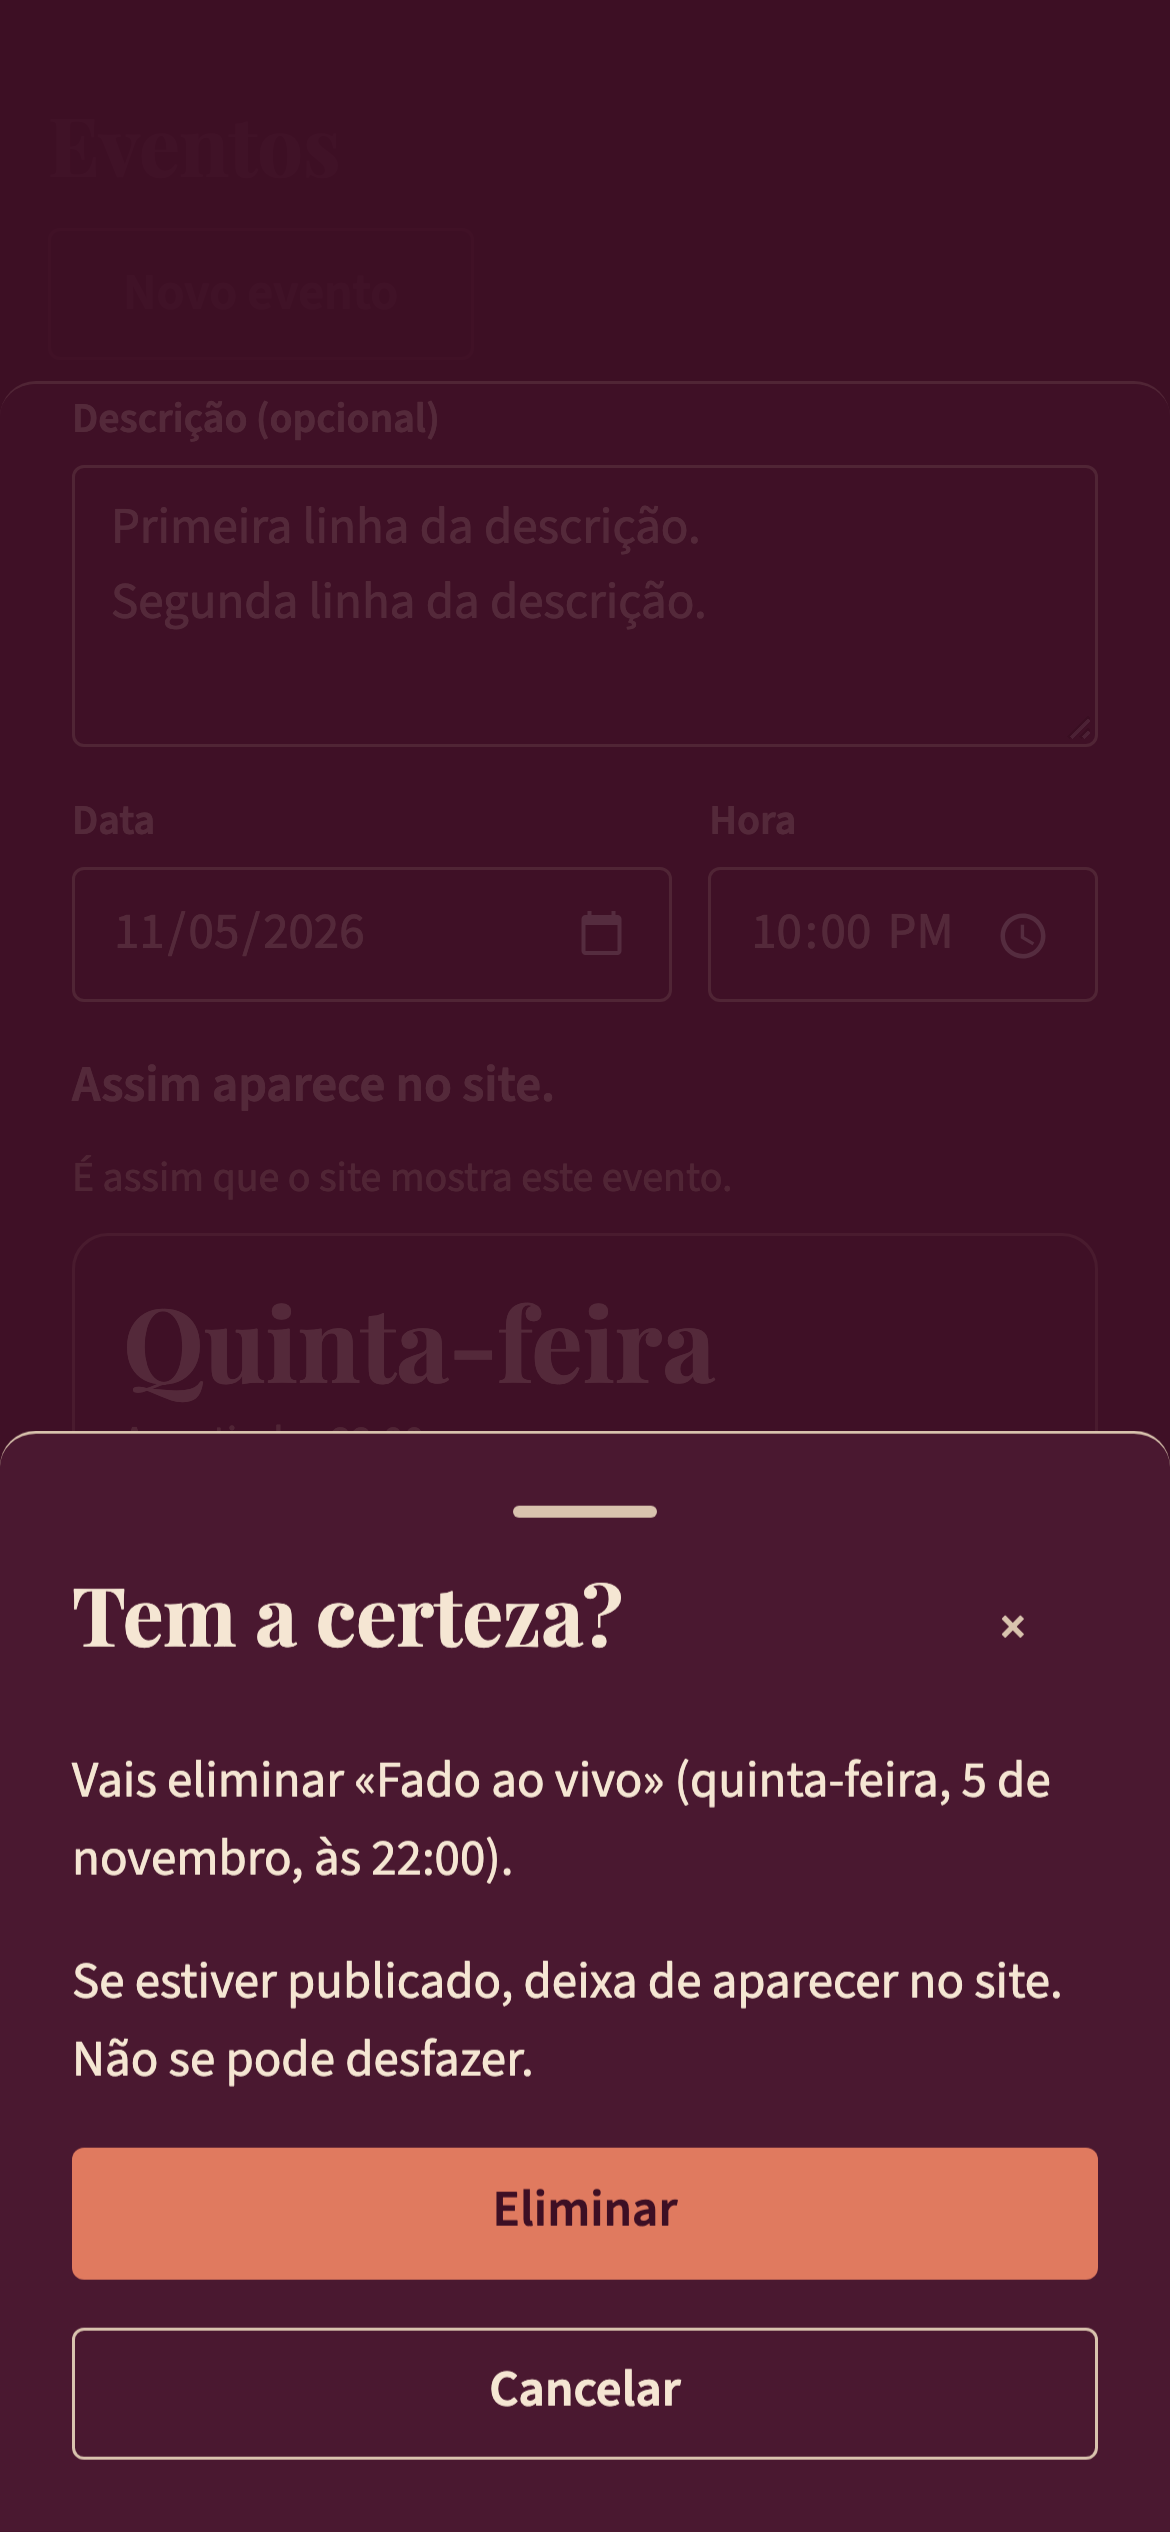 Eventos
Novo evento
Descrição (opcional)
Primeira linha da descrição.
Segunda linha da descrição.
Data
Hora
11/05/2026
10:00 PM
Assim aparece no site.
É assim que o site mostra este evento.
Quinta-feira
Tem a certeza?
×
Vais eliminar «Fado ao vivo» (quinta-feira, 5 de
novembro, às 22:00).
Se estiver publicado, deixa de aparecer no site.
Não se pode desfazer.
Eliminar
Cancelar